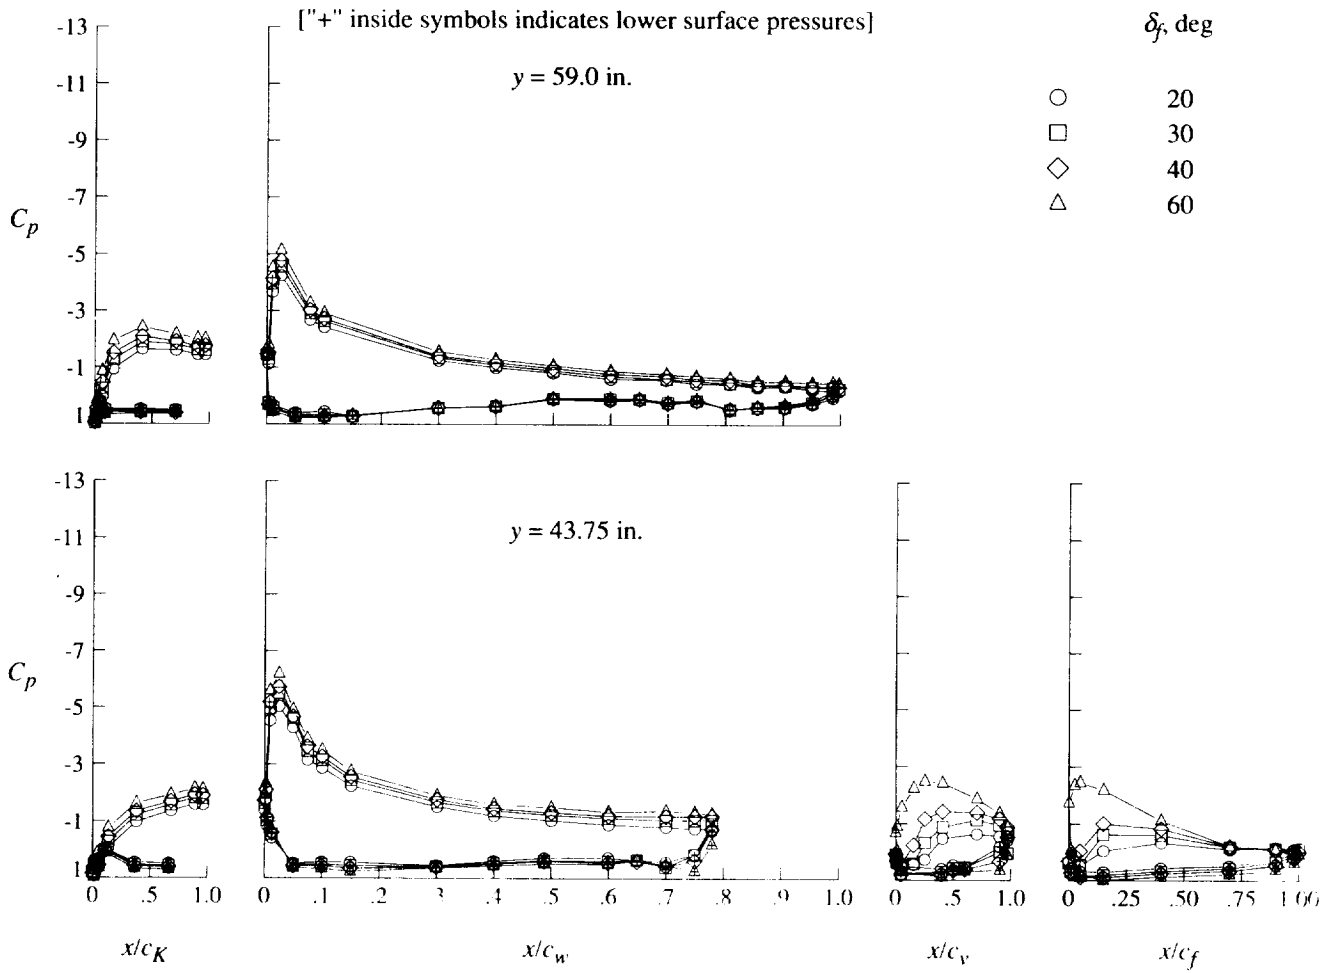 ["+" inside symbols indicates lower surface pressures]
δf, deg
y = 59.0 in.
20
30
40
60
-13
-11
-9
-7
-5
-3
-1
1
Cp
y = 43.75 in.
-13
-11
-9
-7
-5
-3
-1
1
Cp
0 .5 1.0
0 .1 .2 .3 .4 .5 .6 .7 .8 .9 1.0
0 .5 1.0
0 .25 .50 .75 1.00
x/cK
x/cw
x/cv
x/cf